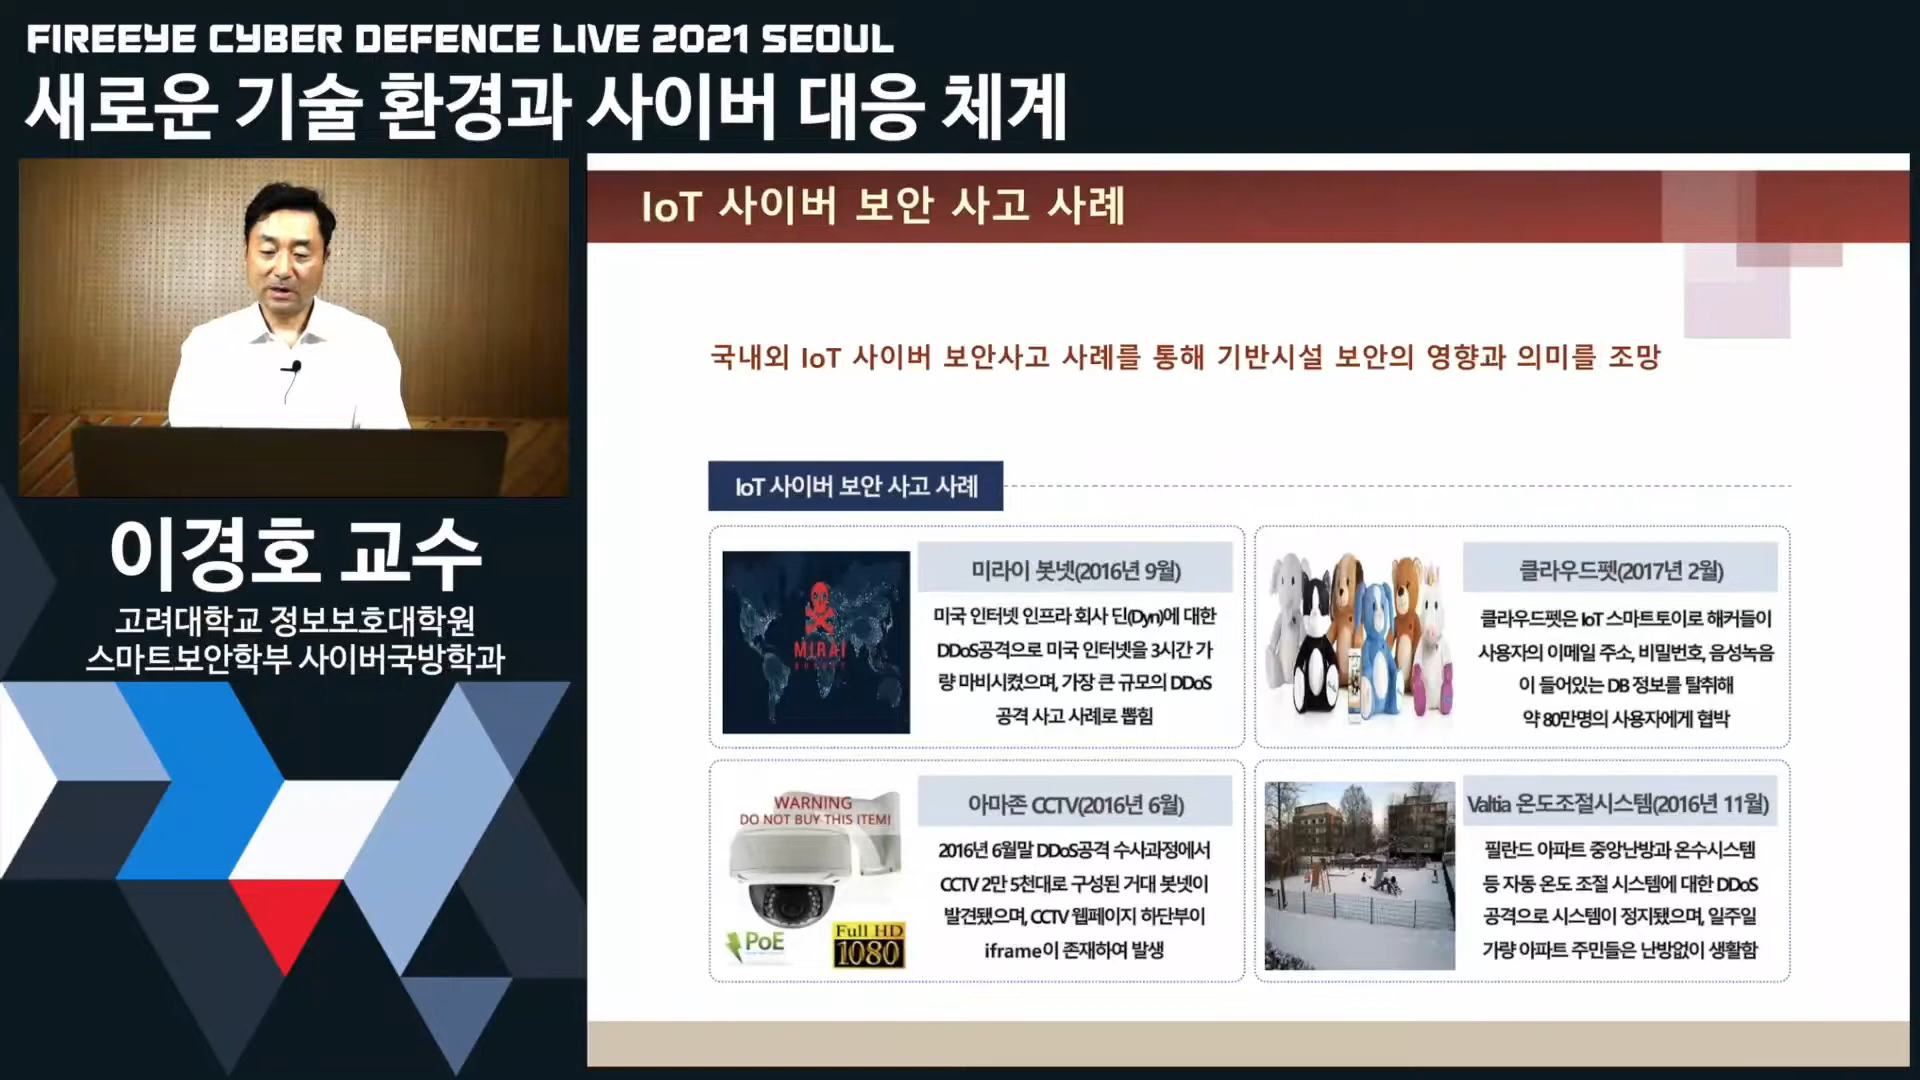 FIREEYE CYBER DEFENCE LIVE 2021 SEOUL
새로운 기술 환경과 사이버 대응 체계
이경호 교수
고려대학교 정보보호대학원
스마트보안학부 사이버국방학과
IoT 사이버 보안 사고 사례
국내외 IoT 사이버 보안사고 사례를 통해 기반시설 보안의 영향과 의미를 조망
IoT 사이버 보안 사고 사례
MIRAI
미라이 봇넷(2016년 9월)
미국 인터넷 인프라 회사 딘(Dyn)에 대한
DDoS공격으로 미국 인터넷을 3시간 가
량 마비시켰으며, 가장 큰 규모의 DDoS
공격 사고 사례로 뽑힘
클라우드펫(2017년 2월)
클라우드펫은 IoT 스마트토이로 해커들이
사용자의 이메일 주소, 비밀번호, 음성녹음
이 들어있는 DB 정보를 탈취해
약 80만명의 사용자에게 협박
WARNING
DO NOT BUY THIS ITEM!
PoE
Full HD
1080
아마존 CCTV(2016년 6월)
2016년 6월말 DDoS공격 수사과정에서
CCTV 2만 5천대로 구성된 거대 봇넷이
발견됐으며, CCTV 웹페이지 하단부이
iframe이 존재하여 발생
Valtia 온도조절시스템(2016년 11월)
필란드 아파트 중앙난방과 온수시스템
등 자동 온도 조절 시스템에 대한 DDoS
공격으로 시스템이 정지됐으며, 일주일
가량 아파트 주민들은 난방없이 생활함